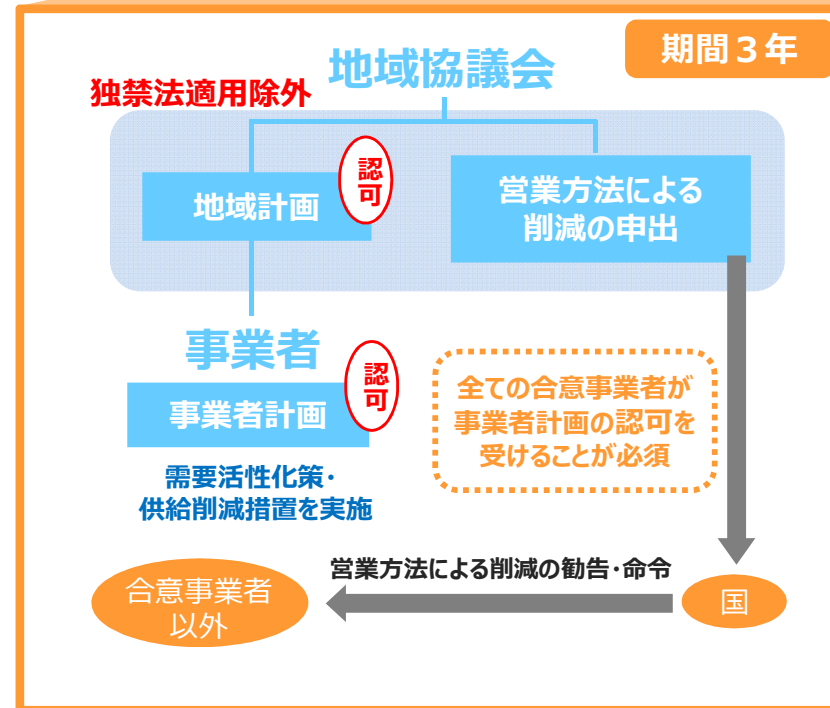 期間3年
地域協議会
独禁法適用除外
認可
地域計画
営業方法による
削減の申出
事業者
認可
事業者計画
需要活性化策・
供給削減措置を実施
全ての合意事業者が
事業者計画の認可を
受けることが必須
営業方法による削減の勧告・命令
合意事業者
以外
国